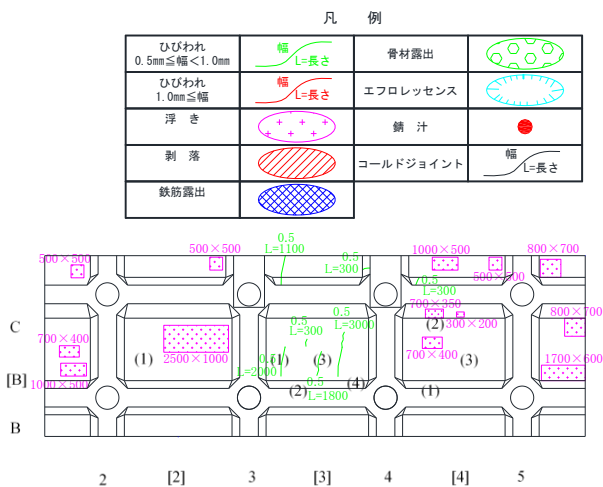 凡 例
ひびわれ
0.5mm≦幅<1.0mm
幅
L=長さ
骨材露出
ひびわれ
1.0mm≦幅
幅
L=長さ
エフロレッセンス
浮 き
錆 汁
剥 落
コールドジョイント
幅
L=長さ
鉄筋露出
500×500
500×500
0.5
L=1100
0.5
L=300
1000×500
500×500
800×700
0.5
L=300
700×350
(2)
300×200
800×700
C
700×400
(1)
2500×1000
0.5
L=300
0.5
L=3000
0.5
(1)
(3)
L=2000
700×400
(3)
1700×600
[B]
1000×500
(2)
0.5
L=1800
(4)
(1)
B
2
[2]
3
[3]
4
[4]
5